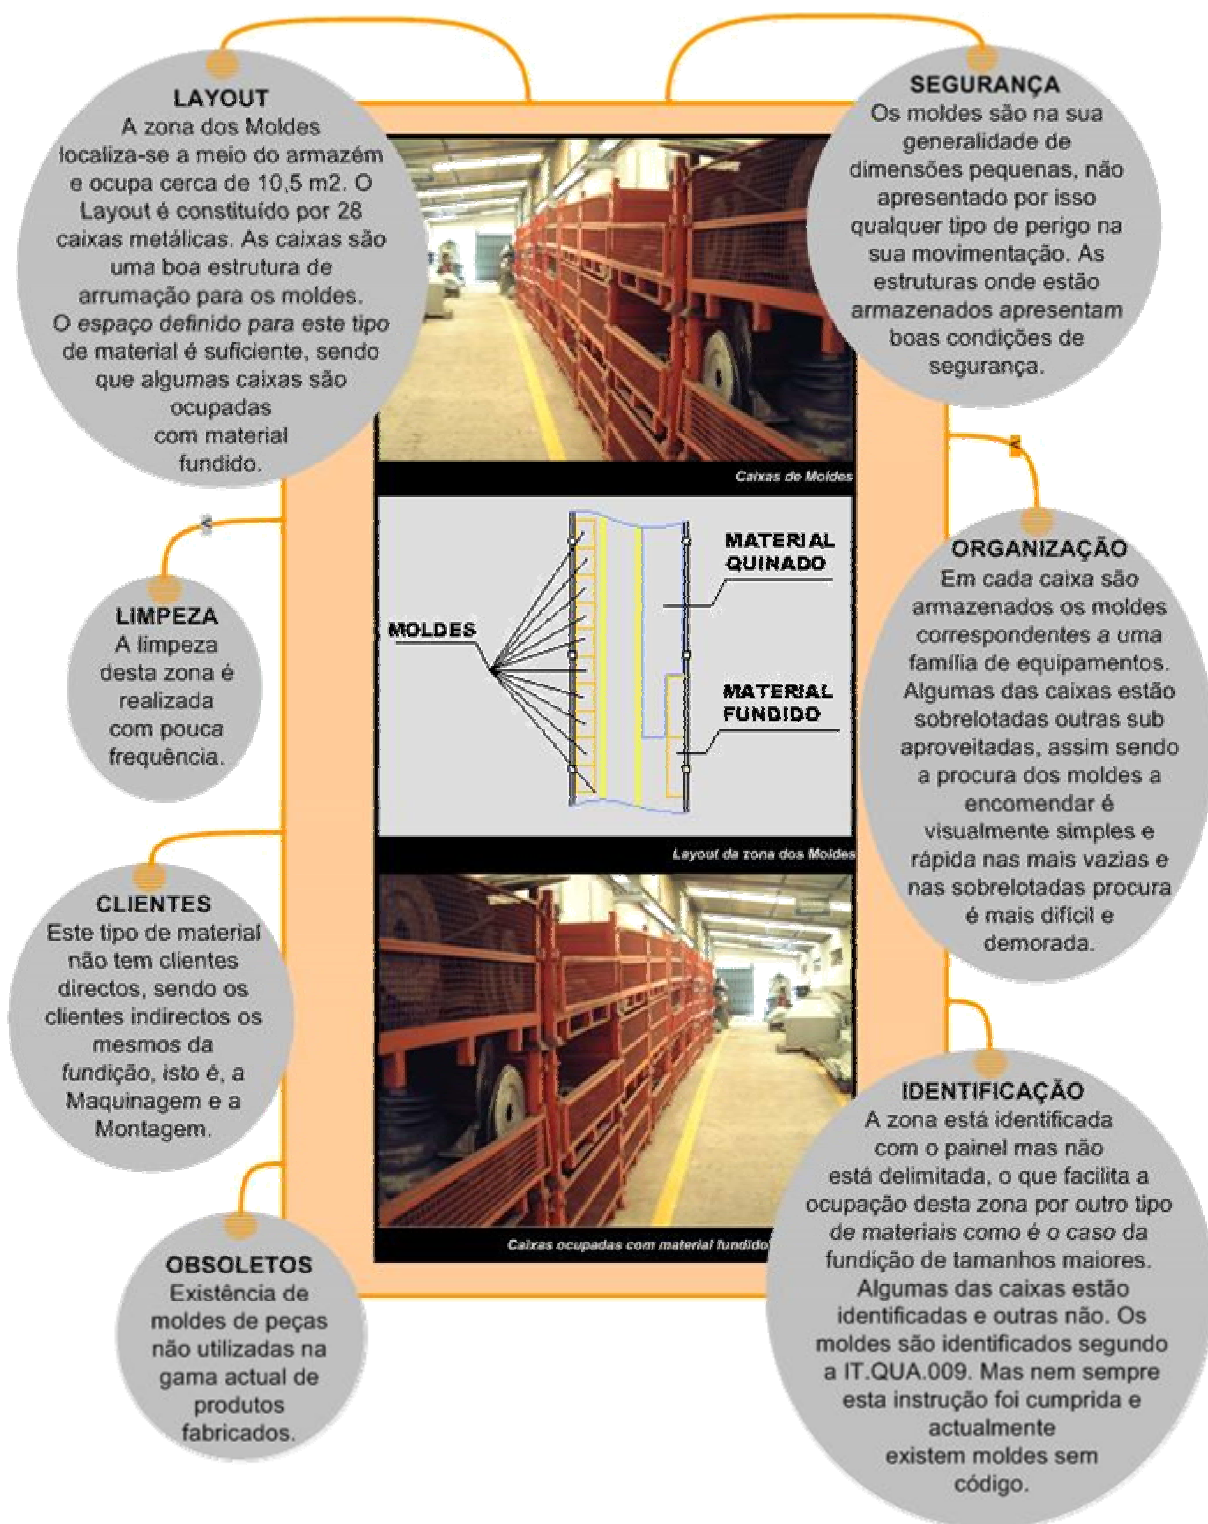 LAYOUT
A zona dos Moldes
localiza-se a meio do armazém
e ocupa cerca de 10,5 m2. O
Layout é constituído por 28
caixas metálicas. As caixas são
uma boa estrutura de
arrumação para os moldes.
O espaço definido para este tipo
de material é suficiente, sendo
que algumas caixas são
ocupadas
com material
fundido.
SEGURANÇA
Os moldes são na sua
generalidade de
dimensões pequenas, não
apresentado por isso
qualquer tipo de perigo na
sua movimentação. As
estruturas onde estão
armazenados apresentam
boas condições de
segurança.
Caixas de Moldes
LIMPEZA
A limpeza
desta zona é
realizada
com pouca
frequência.
MOLDES
MATERIAL
QUINADO
MATERIAL
FUNDIDO
Layout da zona dos Moldes
ORGANIZAÇÃO
Em cada caixa são
armazenados os moldes
correspondentes a uma
família de equipamentos.
Algumas das caixas estão
sobrelotadas outras sub
aproveitadas, assim sendo
a procura dos moldes a
encomendar é
visualmente simples e
rápida nas mais vazias e
nas sobrelotadas procura
é mais difícil e
demorada.
CLIENTES
Este tipo de material
não tem clientes
directos, sendo os
clientes indirectos os
mesmos da
fundição, isto é, a
Maquinagem e a
Montagem.
Caixas ocupadas com material fundido
IDENTIFICAÇÃO
A zona está identificada
com o painel mas não
está delimitada, o que facilita a
ocupação desta zona por outro tipo
de materiais como é o caso da
fundição de tamanhos maiores.
Algumas das caixas estão
identificadas e outras não. Os
moldes são identificados segundo
a IT.QUA.009. Mas nem sempre
esta instrução foi cumprida e
actualmente
existem moldes sem
código.
OBSOLETOS
Existência de
moldes de peças
não utilizadas na
gama actual de
produtos
fabricados.